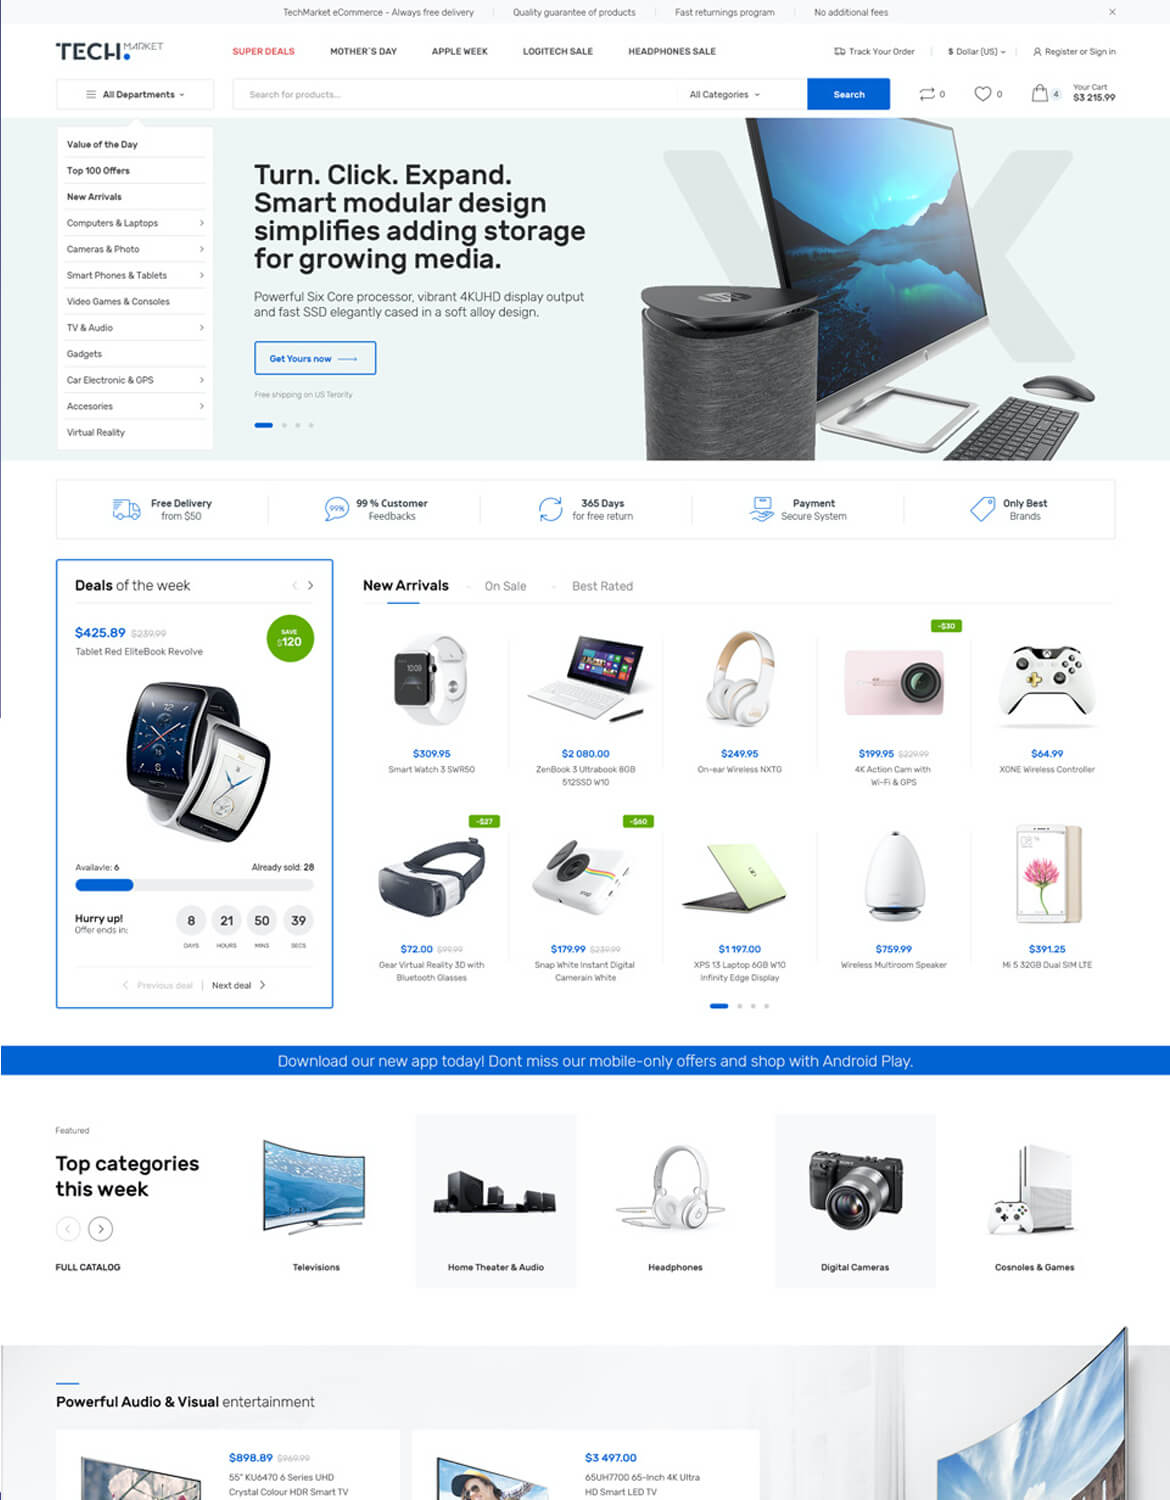 TechMarket eCommerce - Always free delivery
Quality guarantee of products
Fast returnings program
No additional fees
TECH MARKET
SUPER DEALS
MOTHER`S DAY
APPLE WEEK
LOGITECH SALE
HEADPHONES SALE
Track Your Order
$ Dollar (US)
Register or Sign in
All Departments
Search for products...
All Categories
Search
0
0
4
Your Cart
$3 215.99
Value of the Day
Top 100 Offers
New Arrivals
Computers & Laptops
Cameras & Photo
Smart Phones & Tablets
Video Games & Consoles
TV & Audio
Gadgets
Car Electronic & GPS
Accesories
Virtual Reality
Turn. Click. Expand.
Smart modular design
simplifies adding storage
for growing media.
Powerful Six Core processor, vibrant 4KUHD display output
and fast SSD elegantly cased in a soft alloy design.
Get Yours now
Free shipping on US Terority
Free Delivery
from $50
99%
99 % Customer
Feedbacks
365 Days
for free return
Payment
Secure System
Only Best
Brands
Deals of the week
$425.89 $239.99
Tablet Red EliteBook Revolve
SAVE
$120
Availavle: 6
Already sold: 28
Hurry up!
Offer ends in:
8
21
50
39
DAYS
HOURS
MINS
SECS
Previous deal
Next deal
New Arrivals
On Sale
Best Rated
$309.95
Smart Watch 3 SWR50
$2 080.00
ZenBook 3 Ultrabook 8GB
512SSD W10
$249.95
On-ear Wireless NXTG
-$30
$199.95 $229.99
4K Action Cam with
Wi-Fi & GPS
$64.99
XONE Wireless Controller
-$27
$72.00 $99.99
Gear Virtual Reality 3D with
Bluetooth Glasses
-$60
$179.99 $239.99
Snap White Instant Digital
Camerain White
$1 197.00
XPS 13 Laptop 6GB W10
Infinity Edge Display
$759.99
Wireless Multiroom Speaker
$391.25
Mi 5 32GB Dual SIM LTE
Download our new app today! Dont miss our mobile-only offers and shop with Android Play.
Featured
Top categories
this week
FULL CATALOG
Televisions
Home Theater & Audio
Headphones
SONY
Digital Cameras
Cosnoles & Games
Powerful Audio & Visual entertainment
$898.89 $969.99
55" KU6470 6 Series UHD
Crystal Colour HDR Smart TV
$3 497.00
65UH7700 65-Inch 4K Ultra
HD Smart LED TV